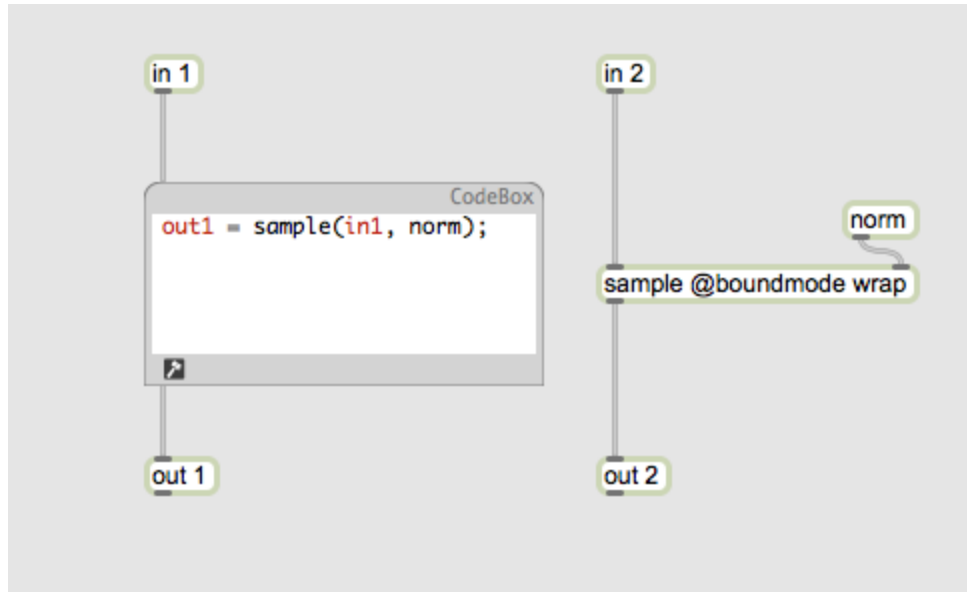 in 1
in 2
CodeBox
out1 = sample(in1, norm);
norm
sample @boundmode wrap
out 1
out 2